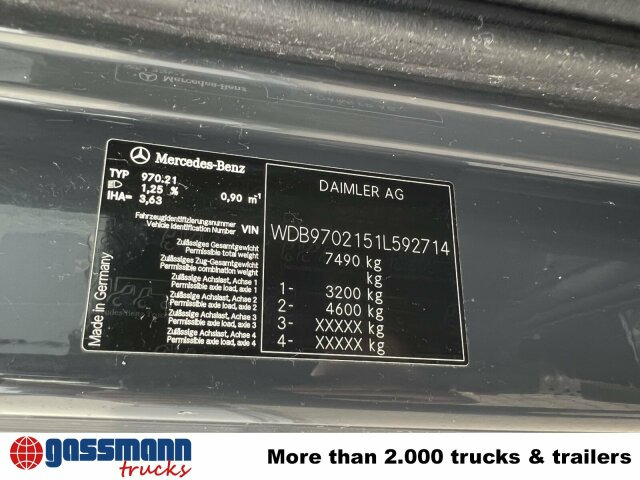 Mercedes-Benz
TYP 970.21
1,25 % 0,90 m⁻¹
IHA= 3,63
Fahrzeugidentifizierungsnummer
Vehicle Identification Number VIN
Zulässiges Gesamtgewicht
Permissible total weight
Zulässiges Zug-Gesamtgewicht
Permissible combination weight
Zulässige Achslast, Achse 1
Permissible axle load, axle 1
Zulässige Achslast, Achse 2
Permissible axle load, axle 2
Zulässige Achslast, Achse 3
Permissible axle load, axle 3
Zulässige Achslast, Achse 4
Permissible axle load, axle 4
Made in Germany
DAIMLER AG
WDB9702151L592714
7490 kg
kg
1- 3200 kg
2- 4600 kg
3- XXXXX kg
4- XXXXX kg
Mercedes-Benz
gassmann
trucks
More than 2.000 trucks & trailers